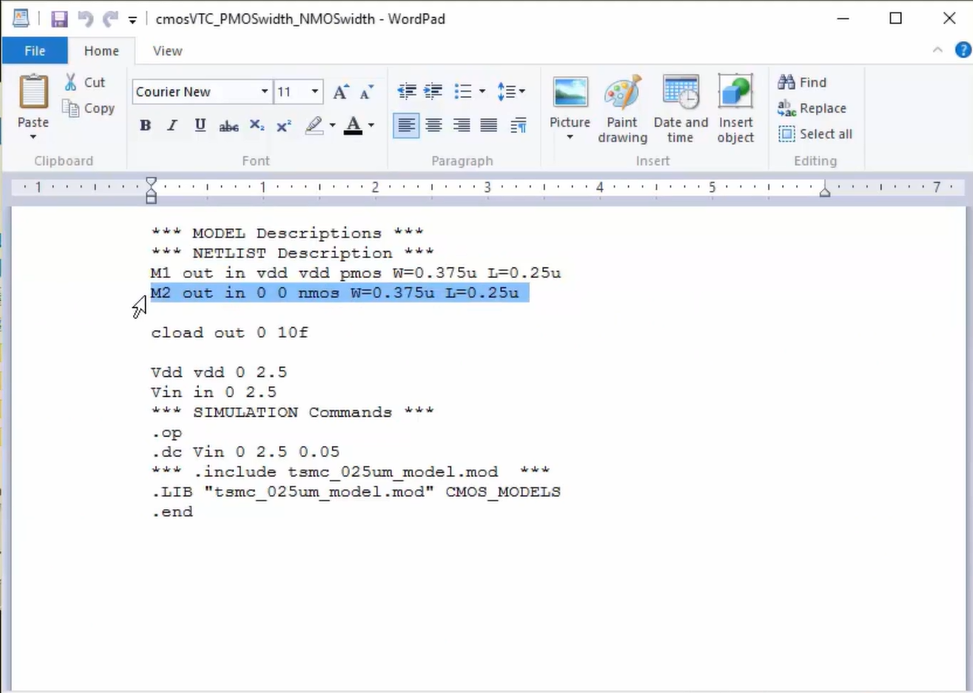 cmosVTC_PMOSwidth_NMOSwidth - WordPad
File Home View
Paste
Cut
Copy
Clipboard
Courier New 11
B I U abc X₂ X²
A
Font
Paragraph
Picture
Paint drawing
Date and time
Insert object
Insert
Find
Replace
Select all
Editing
1 1 2 3 4 5 7
*** MODEL Descriptions ***
*** NETLIST Description ***
M1 out in vdd vdd pmos W=0.375u L=0.25u
M2 out in 0 0 nmos W=0.375u L=0.25u
cload out 0 10f
Vdd vdd 0 2.5
Vin in 0 2.5
*** SIMULATION Commands ***
.op
.dc Vin 0 2.5 0.05
*** .include tsmc_025um_model.mod ***
.LIB "tsmc_025um_model.mod" CMOS_MODELS
.end